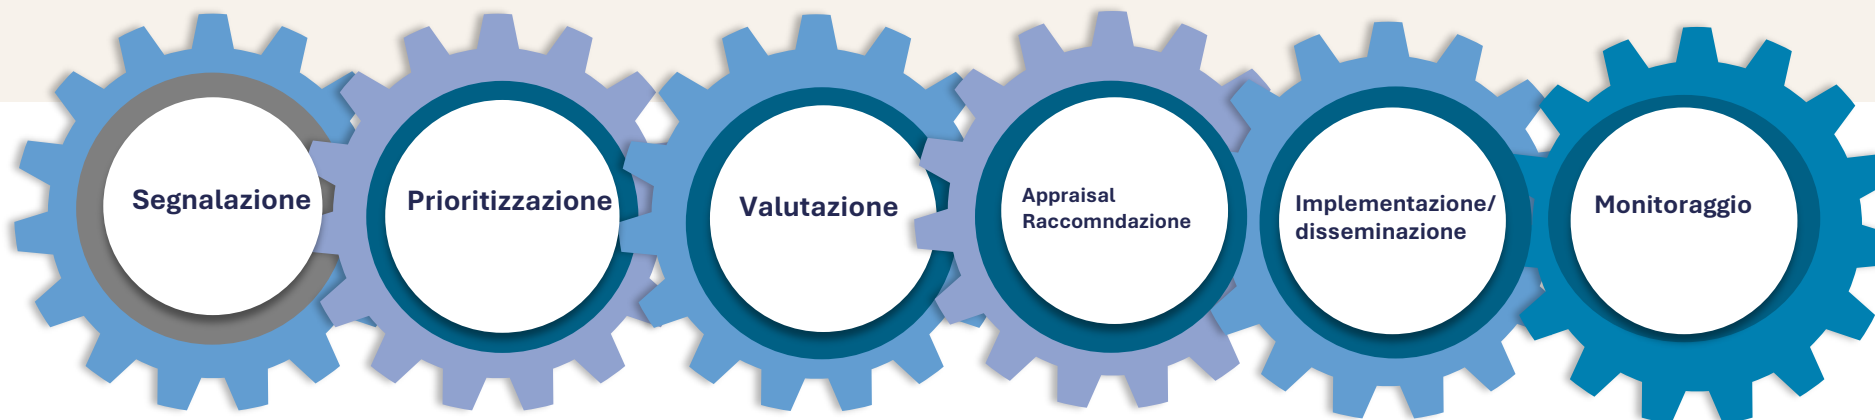 Segnalazione
Prioritizzazione
Valutazione
Appraisal
Raccomndazione
Implementazione/
disseminazione
Monitoraggio